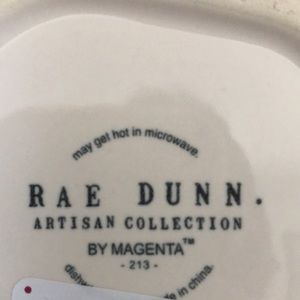 may get hot in microwave.
RAE DUNN.
ARTISAN COLLECTION
BY MAGENTA™
- 213 -
in china.